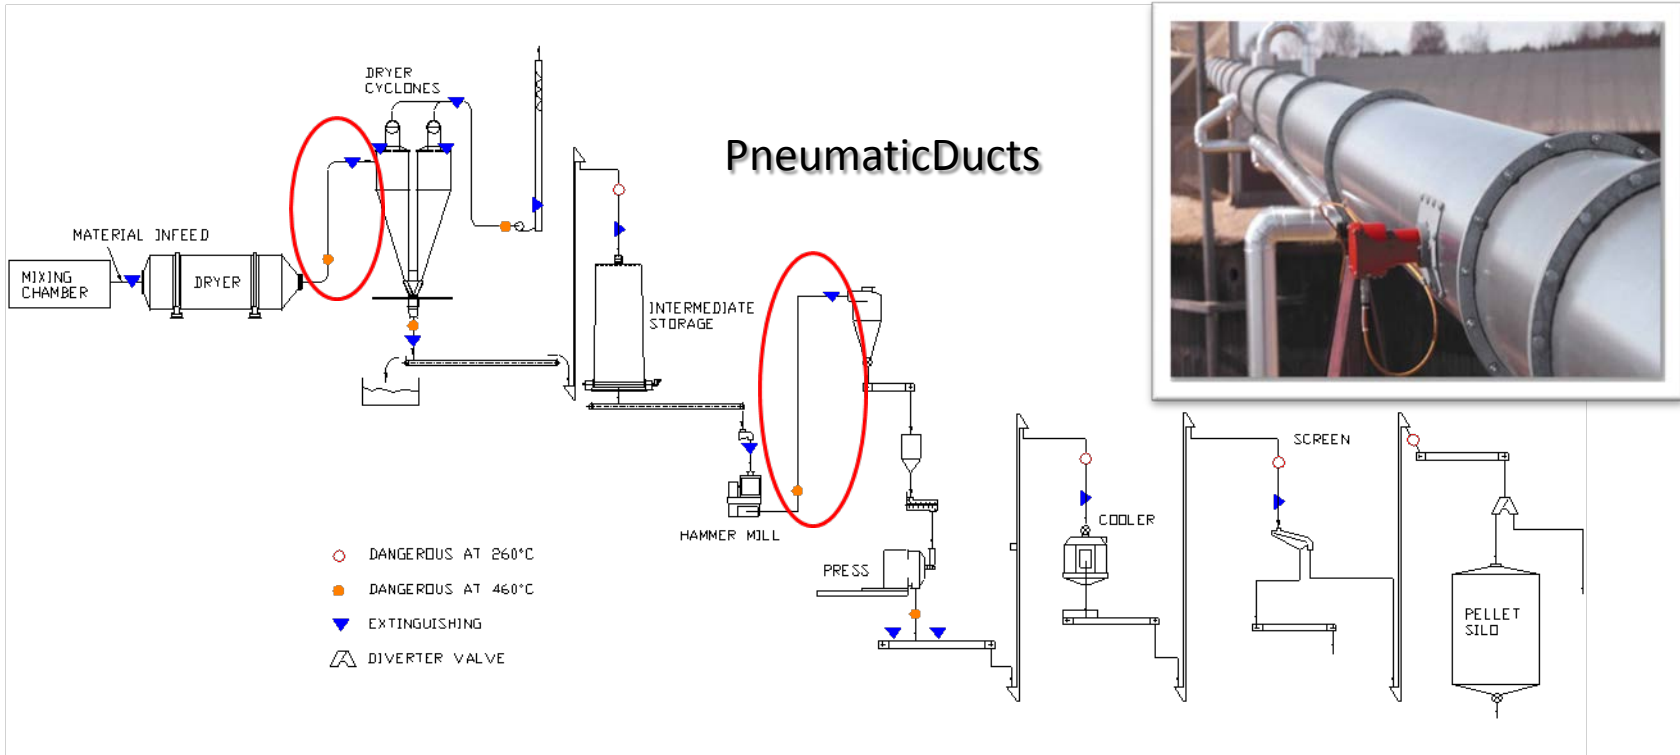 DRYER
CYCLONES
PneumaticDucts
MATERIAL INFEED
MIXING
CHAMBER
DRYER
INTERMEDIATE
STORAGE
SCREEN
HAMMER MILL
COOLER
PRESS
PELLET
SILO
DANGEROUS AT 260°C
DANGEROUS AT 460°C
EXTINGUISHING
DIVERTER VALVE